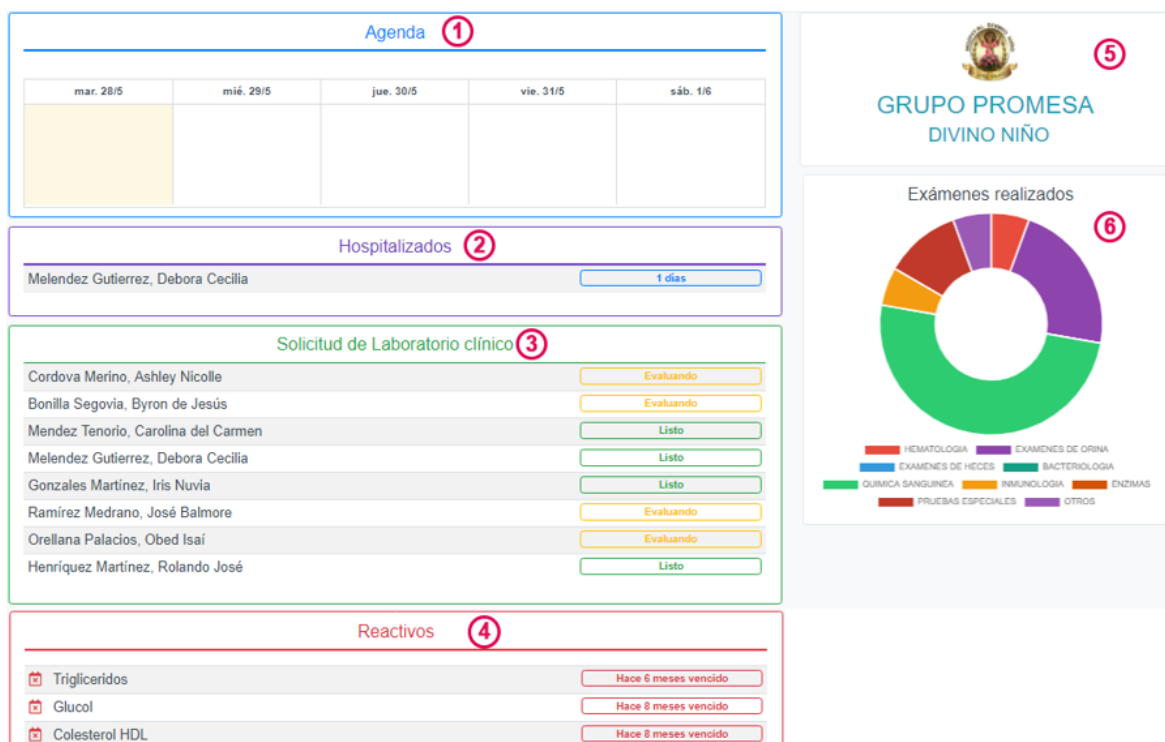 Agenda 1
mar. 28/5 mié. 29/5 jue. 30/5 vie. 31/5 sáb. 1/6
Hospitalizados 2
Melendez Gutierrez, Debora Cecilia 1 días
Solicitud de Laboratorio clínico 3
Cordova Merino, Ashley Nicolle Evaluando
Bonilla Segovia, Byron de Jesús Evaluando
Mendez Tenorio, Carolina del Carmen Listo
Melendez Gutierrez, Debora Cecilia Listo
Gonzales Martínez, Iris Nuvia Listo
Ramírez Medrano, José Balmore Evaluando
Orellana Palacios, Obed Isaí Evaluando
Henríquez Martínez, Rolando José Listo
Reactivos 4
Trigliceridos Hace 6 meses vencido
Glucol Hace 8 meses vencido
Colesterol HDL Hace 8 meses vencido
5
GRUPO PROMESA
DIVINO NIÑO
Exámenes realizados
6
HEMATOLOGIA EXAMENES DE ORINA
EXAMENES DE HECES BACTERIOLOGIA
QUIMICA SANGUINEA INMUNOLOGIA ENZIMAS
PRUEBAS ESPECIALES OTROS